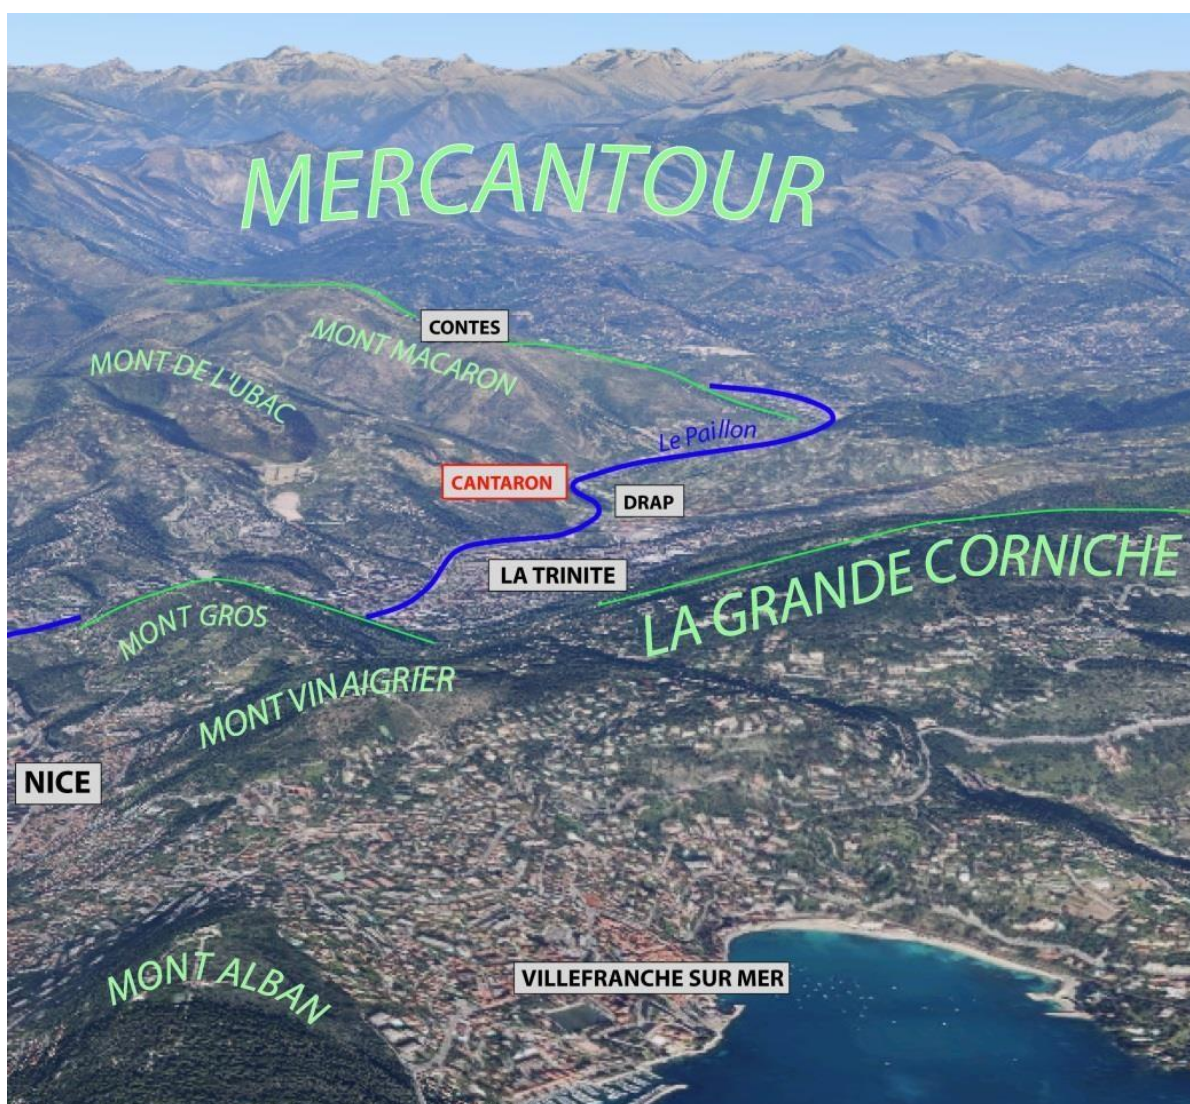 MERCANTOUR
CONTES
MONT MACARON
MONT DE L'UBAC
Le Paillon
CANTARON
DRAP
LA TRINITE
LA GRANDE CORNICHE
MONT GROS
MONT VINAIGRIER
NICE
MONT ALBAN
VILLEFRANCHE SUR MER